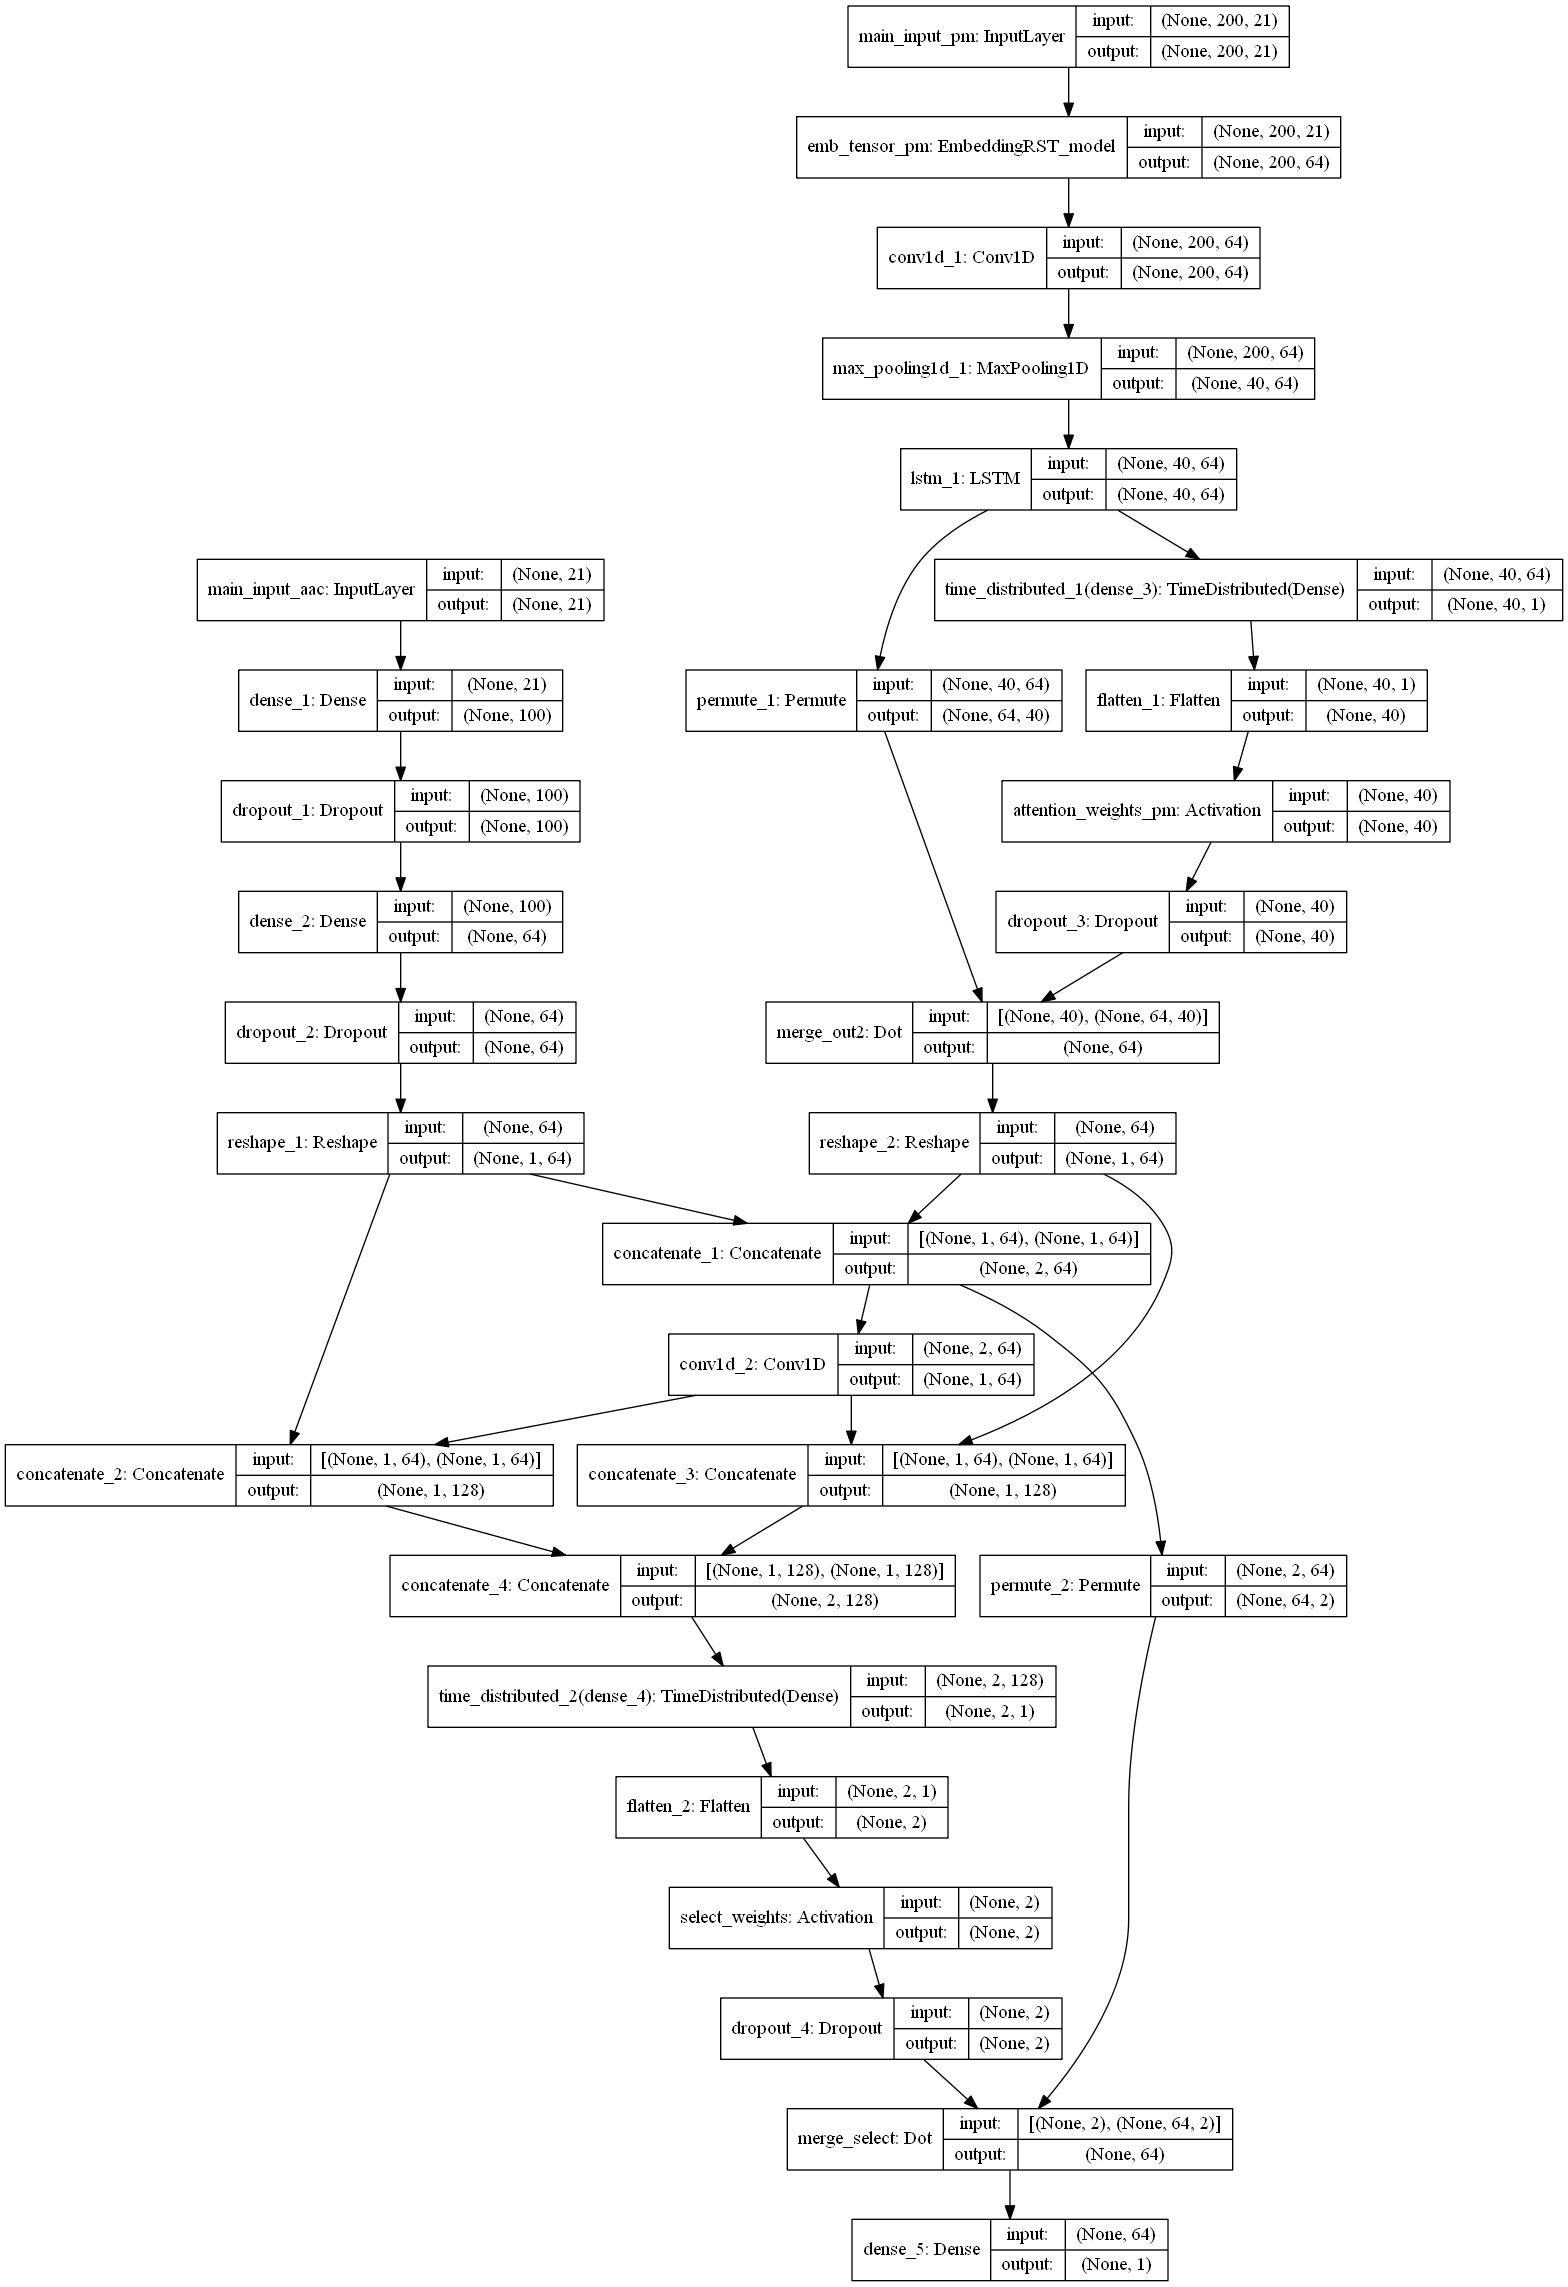 main_input_pm: InputLayer
input:
(None, 200, 21)
output:
(None, 200, 21)
emb_tensor_pm: EmbeddingRST_model
input:
(None, 200, 21)
output:
(None, 200, 64)
conv1d_1: Conv1D
input:
(None, 200, 64)
output:
(None, 200, 64)
max_pooling1d_1: MaxPooling1D
input:
(None, 200, 64)
output:
(None, 40, 64)
lstm_1: LSTM
input:
(None, 40, 64)
output:
(None, 40, 64)
main_input_aac: InputLayer
input:
(None, 21)
output:
(None, 21)
time_distributed_1(dense_3): TimeDistributed(Dense)
input:
(None, 40, 64)
output:
(None, 40, 1)
dense_1: Dense
input:
(None, 21)
output:
(None, 100)
permute_1: Permute
input:
(None, 40, 64)
output:
(None, 64, 40)
flatten_1: Flatten
input:
(None, 40, 1)
output:
(None, 40)
dropout_1: Dropout
input:
(None, 100)
output:
(None, 100)
attention_weights_pm: Activation
input:
(None, 40)
output:
(None, 40)
dense_2: Dense
input:
(None, 100)
output:
(None, 64)
dropout_3: Dropout
input:
(None, 40)
output:
(None, 40)
dropout_2: Dropout
input:
(None, 64)
output:
(None, 64)
merge_out2: Dot
input:
[(None, 40), (None, 64, 40)]
output:
(None, 64)
reshape_1: Reshape
input:
(None, 64)
output:
(None, 1, 64)
reshape_2: Reshape
input:
(None, 64)
output:
(None, 1, 64)
concatenate_1: Concatenate
input:
[(None, 1, 64), (None, 1, 64)]
output:
(None, 2, 64)
conv1d_2: Conv1D
input:
(None, 2, 64)
output:
(None, 1, 64)
concatenate_2: Concatenate
input:
[(None, 1, 64), (None, 1, 64)]
output:
(None, 1, 128)
concatenate_3: Concatenate
input:
[(None, 1, 64), (None, 1, 64)]
output:
(None, 1, 128)
concatenate_4: Concatenate
input:
[(None, 1, 128), (None, 1, 128)]
output:
(None, 2, 128)
permute_2: Permute
input:
(None, 2, 64)
output:
(None, 64, 2)
time_distributed_2(dense_4): TimeDistributed(Dense)
input:
(None, 2, 128)
output:
(None, 2, 1)
flatten_2: Flatten
input:
(None, 2, 1)
output:
(None, 2)
select_weights: Activation
input:
(None, 2)
output:
(None, 2)
dropout_4: Dropout
input:
(None, 2)
output:
(None, 2)
merge_select: Dot
input:
[(None, 2), (None, 64, 2)]
output:
(None, 64)
dense_5: Dense
input:
(None, 64)
output:
(None, 1)